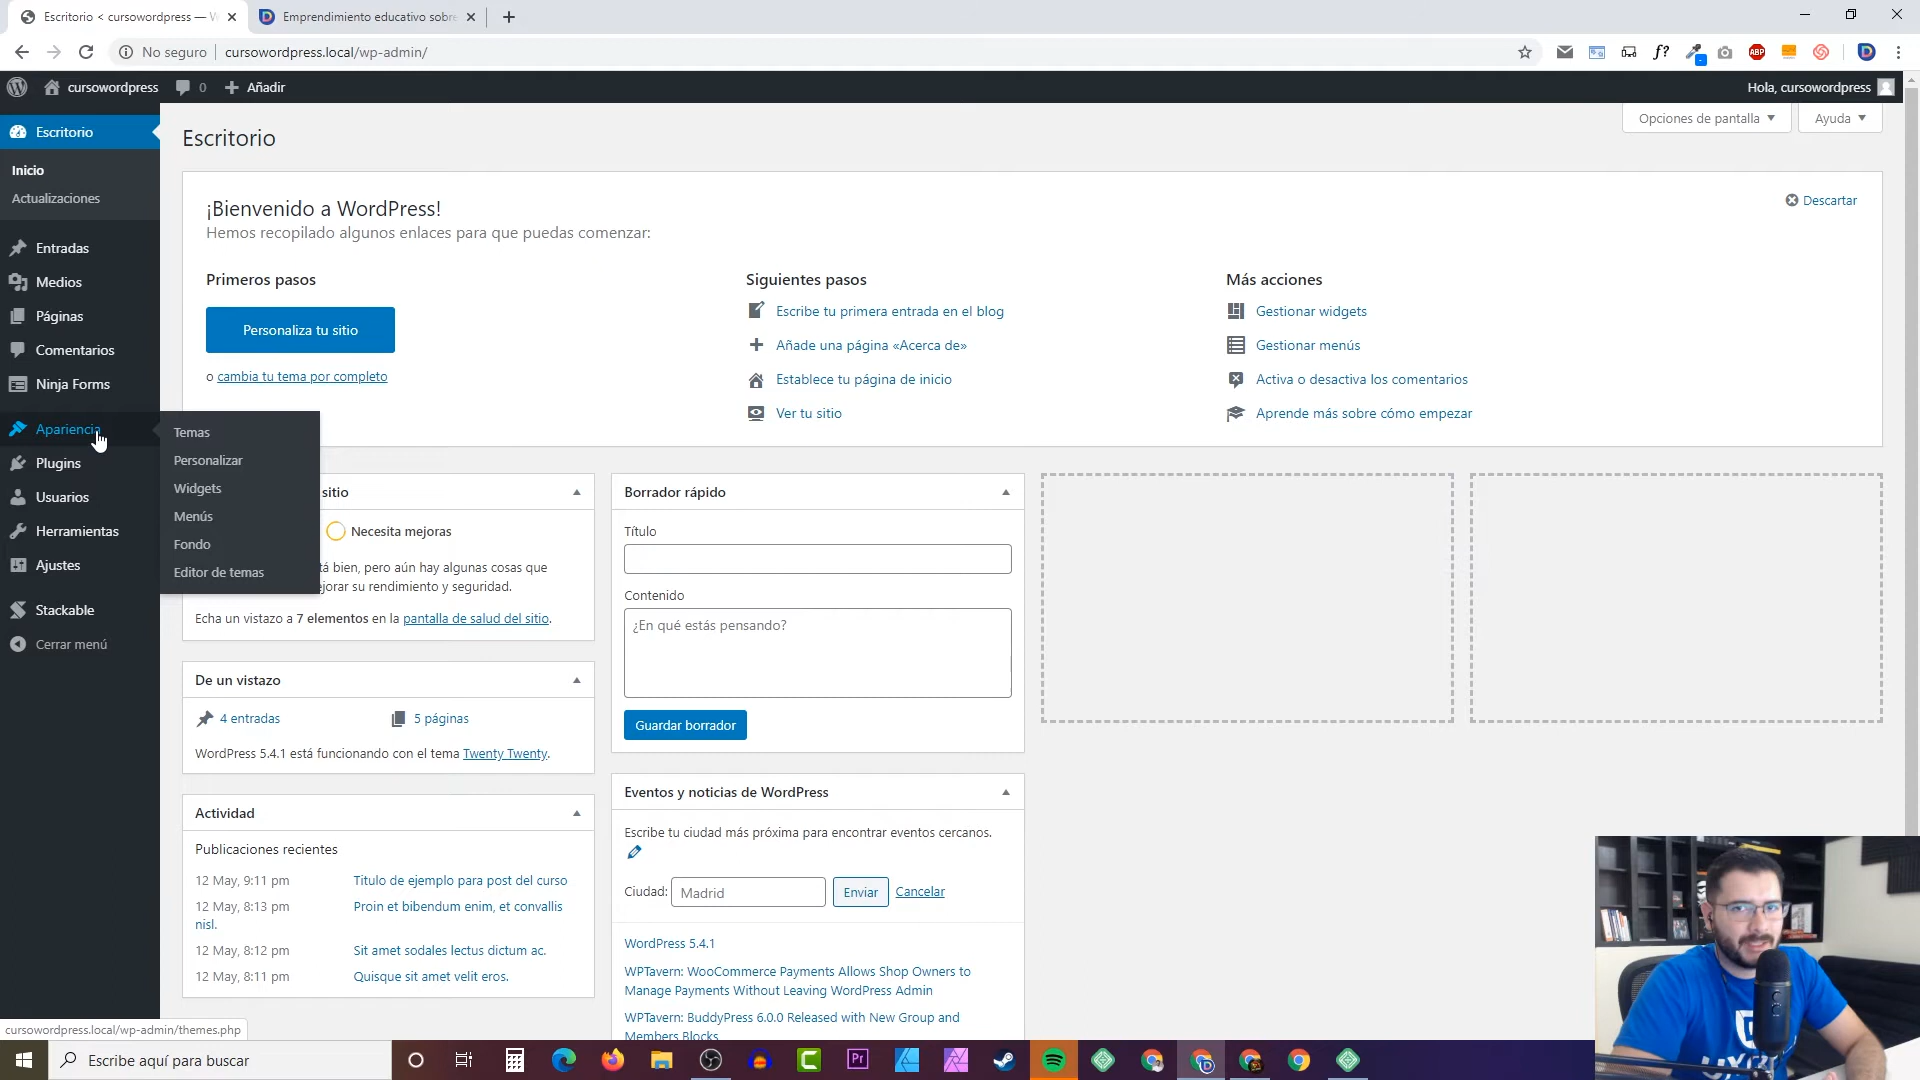 Escritorio < cursowordpress —
Emprendimiento educativo sobre
No seguro
cursowordpress.local/wp-admin/
f?
ABP
cursowordpress
0
Añadir
Hola, cursowordpress
Escritorio
Inicio
Actualizaciones
Entradas
Medios
Páginas
Comentarios
Ninja Forms
Apariencia
Plugins
Usuarios
Herramientas
Ajustes
Stackable
Cerrar menú
Temas
Personalizar
Widgets
Menús
Fondo
Editor de temas
Escritorio
Opciones de pantalla
Ayuda
¡Bienvenido a WordPress!
Hemos recopilado algunos enlaces para que puedas comenzar:
Descartar
Primeros pasos
Personaliza tu sitio
o cambia tu tema por completo
Siguientes pasos
Escribe tu primera entrada en el blog
Añade una página «Acerca de»
Establece tu página de inicio
Ver tu sitio
Más acciones
Gestionar widgets
Gestionar menús
Activa o desactiva los comentarios
Aprende más sobre cómo empezar
sitio
Necesita mejoras
tá bien, pero aún hay algunas cosas que
ejorar su rendimiento y seguridad.
Echa un vistazo a 7 elementos en la pantalla de salud del sitio.
De un vistazo
4 entradas
5 páginas
WordPress 5.4.1 está funcionando con el tema Twenty Twenty.
Actividad
Publicaciones recientes
12 May, 9:11 pm Titulo de ejemplo para post del curso
12 May, 8:13 pm Proin et bibendum enim, et convallis
nisl.
12 May, 8:12 pm Sit amet sodales lectus dictum ac.
12 May, 8:11 pm Quisque sit amet velit eros.
Borrador rápido
Título
Contenido
¿En qué estás pensando?
Guardar borrador
Eventos y noticias de WordPress
Escribe tu ciudad más próxima para encontrar eventos cercanos.
Ciudad: Madrid Enviar Cancelar
WordPress 5.4.1
WPTavern: WooCommerce Payments Allows Shop Owners to
Manage Payments Without Leaving WordPress Admin
WPTavern: BuddyPress 6.0.0 Released with New Group and
Members Blocks
cursowordpress.local/wp-admin/themes.php
Escribe aquí para buscar
Pr